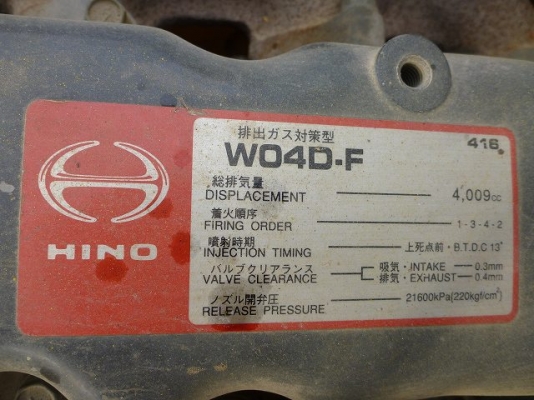 排出ガス対策型
416
W04D-F
総排気量
DISPLACEMENT 4,009cc
着火順序
FIRING ORDER 1-3-4-2
噴射時期
INJECTION TIMING 上死点前・B.T.D.C 13°
バルブクリアランス 吸気・INTAKE 0.3mm
VALVE CLEARANCE 排気・EXHAUST 0.4mm
ノズル開弁圧
RELEASE PRESSURE 21600kPa(220kgf/cm²)
HINO